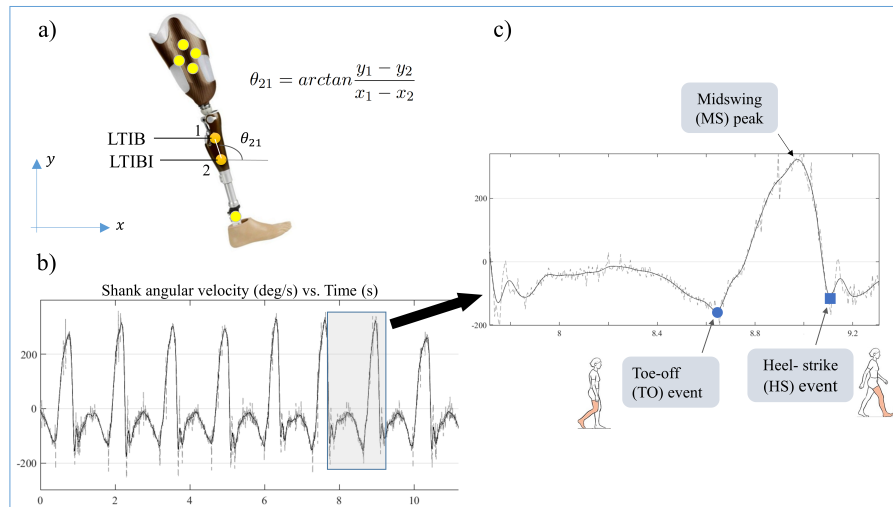 a)
θ₂₁ = arctan (y₁ − y₂)/(x₁ − x₂)
LTIB
1
θ₂₁
LTIBI
2
y
x
b)
Shank angular velocity (deg/s) vs. Time (s)
200
0
-200
0 2 4 6 8 10
c)
Midswing
(MS) peak
200
0
-200
8 8.4 8.8 9.2
Toe-off
(TO) event
Heel- strike
(HS) event